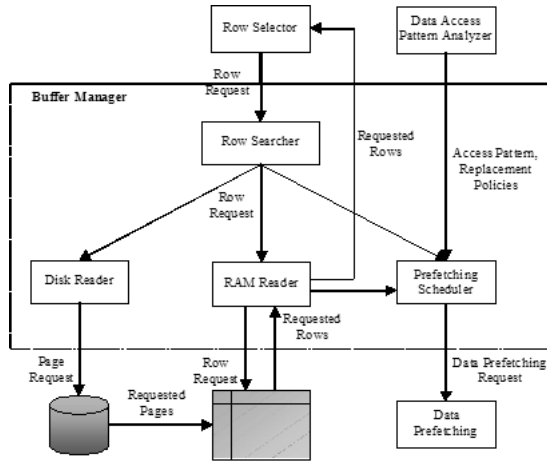 Row Selector
Data Access
Pattern Analyzer
Row
Request
Buffer Manager
Row Searcher
Requested
Rows
Access Pattern,
Replacement
Policies
Row
Request
Disk Reader
RAM Reader
Prefetching
Scheduler
Requested
Rows
Page
Request
Row
Request
Data Prefetching
Request
Requested
Pages
Data
Prefetching